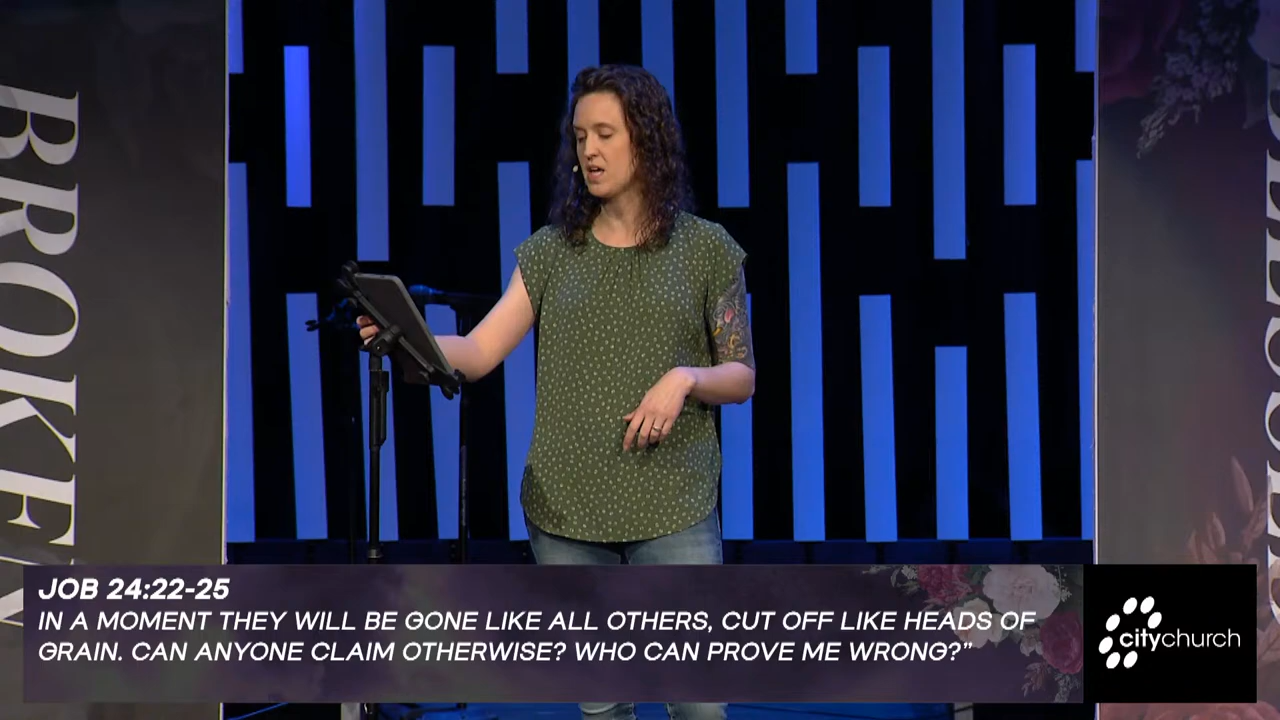 BROKEN
JOB 24:22-25
IN A MOMENT THEY WILL BE GONE LIKE ALL OTHERS, CUT OFF LIKE HEADS OF
GRAIN. CAN ANYONE CLAIM OTHERWISE? WHO CAN PROVE ME WRONG?”
citychurch